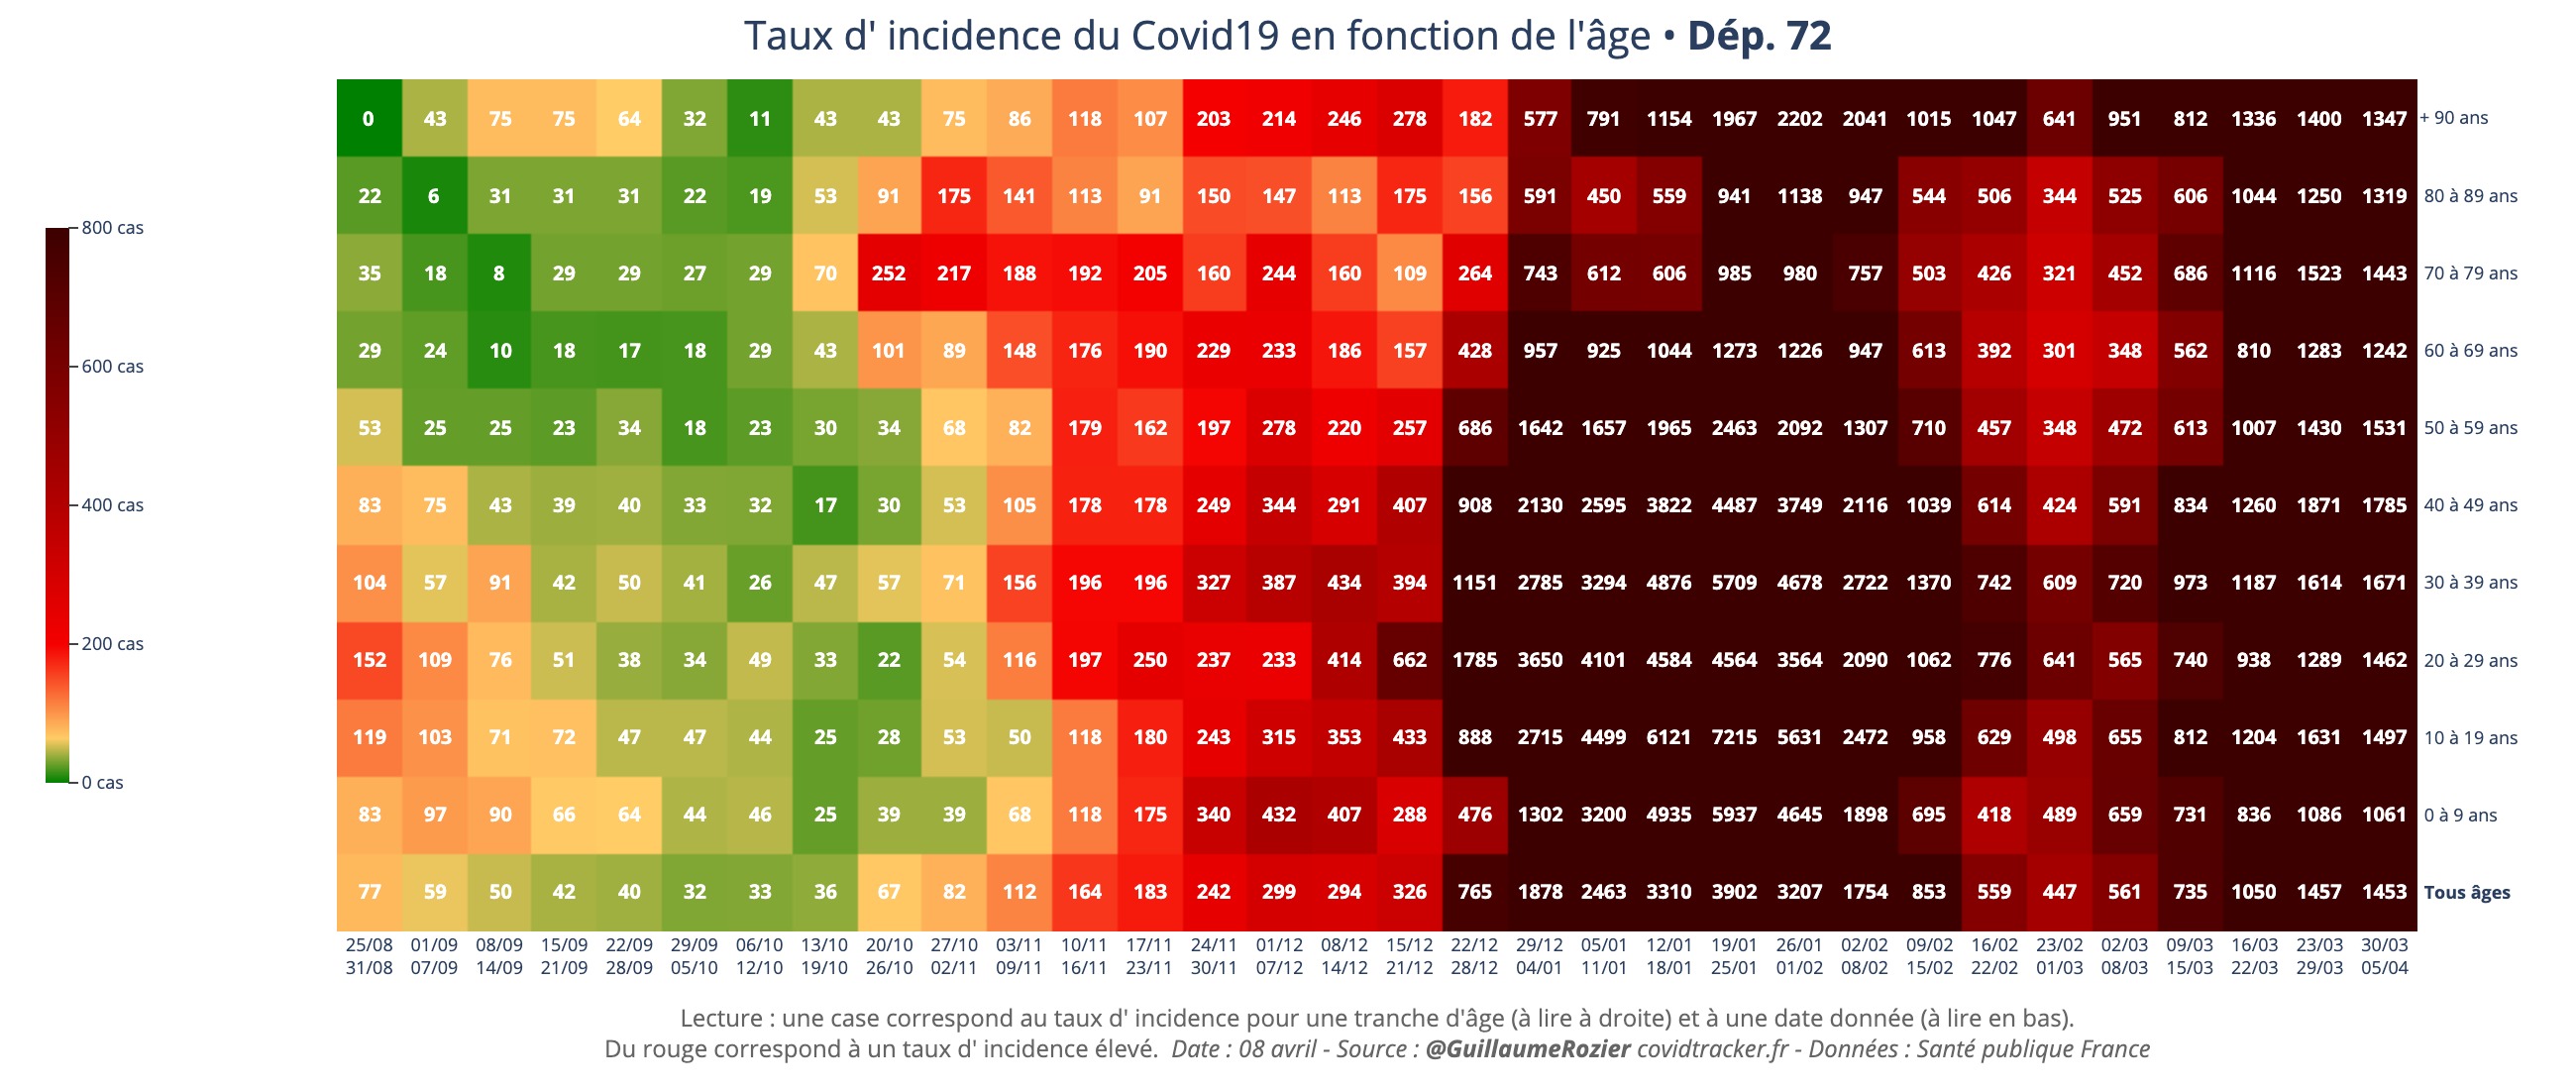 Taux d' incidence du Covid19 en fonction de l'âge • Dép. 72
0 43 75 75 64 32 11 43 43 75 86 118 107 203 214 246 278 182 577 791 1154 1967 2202 2041 1015 1047 641 951 812 1336 1400 1347 + 90 ans
22 6 31 31 31 22 19 53 91 175 141 113 91 150 147 113 175 156 591 450 559 941 1138 947 544 506 344 525 606 1044 1250 1319 80 à 89 ans
800 cas
35 18 8 29 29 27 29 70 252 217 188 192 205 160 244 160 109 264 743 612 606 985 980 757 503 426 321 452 686 1116 1523 1443 70 à 79 ans
29 24 10 18 17 18 29 43 101 89 148 176 190 229 233 186 157 428 957 925 1044 1273 1226 947 613 392 301 348 562 810 1283 1242 60 à 69 ans
600 cas
53 25 25 23 34 18 23 30 34 68 82 179 162 197 278 220 257 686 1642 1657 1965 2463 2092 1307 710 457 348 472 613 1007 1430 1531 50 à 59 ans
400 cas
83 75 43 39 40 33 32 17 30 53 105 178 178 249 344 291 407 908 2130 2595 3822 4487 3749 2116 1039 614 424 591 834 1260 1871 1785 40 à 49 ans
104 57 91 42 50 41 26 47 57 71 156 196 196 327 387 434 394 1151 2785 3294 4876 5709 4678 2722 1370 742 609 720 973 1187 1614 1671 30 à 39 ans
200 cas
152 109 76 51 38 34 49 33 22 54 116 197 250 237 233 414 662 1785 3650 4101 4584 4564 3564 2090 1062 776 641 565 740 938 1289 1462 20 à 29 ans
119 103 71 72 47 47 44 25 28 53 50 118 180 243 315 353 433 888 2715 4499 6121 7215 5631 2472 958 629 498 655 812 1204 1631 1497 10 à 19 ans
0 cas
83 97 90 66 64 44 46 25 39 39 68 118 175 340 432 407 288 476 1302 3200 4935 5937 4645 1898 695 418 489 659 731 836 1086 1061 0 à 9 ans
77 59 50 42 40 32 33 36 67 82 112 164 183 242 299 294 326 765 1878 2463 3310 3902 3207 1754 853 559 447 561 735 1050 1457 1453 Tous âges
25/08 01/09 08/09 15/09 22/09 29/09 06/10 13/10 20/10 27/10 03/11 10/11 17/11 24/11 01/12 08/12 15/12 22/12 29/12 05/01 12/01 19/01 26/01 02/02 09/02 16/02 23/02 02/03 09/03 16/03 23/03 30/03
31/08 07/09 14/09 21/09 28/09 05/10 12/10 19/10 26/10 02/11 09/11 16/11 23/11 30/11 07/12 14/12 21/12 28/12 04/01 11/01 18/01 25/01 01/02 08/02 15/02 22/02 01/03 08/03 15/03 22/03 29/03 05/04
Lecture : une case correspond au taux d' incidence pour une tranche d'âge (à lire à droite) et à une date donnée (à lire en bas).
Du rouge correspond à un taux d' incidence élevé. Date : 08 avril - Source : @GuillaumeRozier covidtracker.fr - Données : Santé publique France